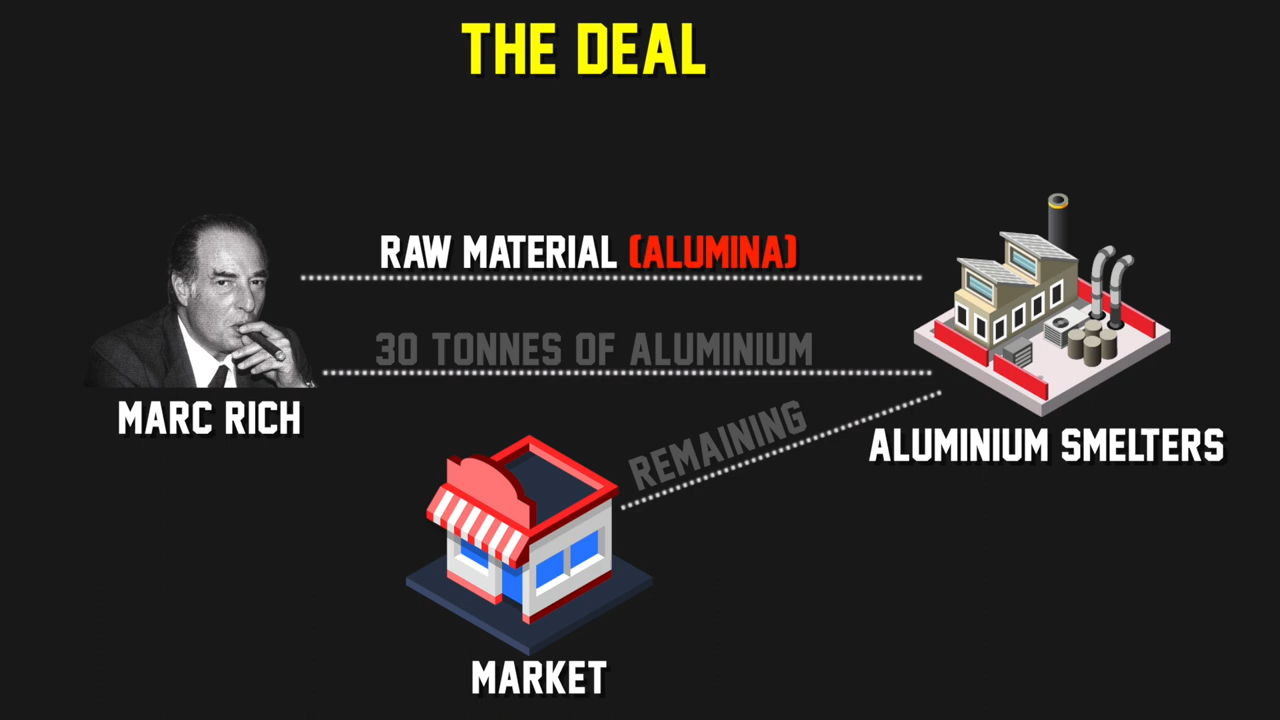 THE DEAL
RAW MATERIAL (ALUMINA)
30 TONNES OF ALUMINIUM
MARC RICH
REMAINING
ALUMINIUM SMELTERS
MARKET